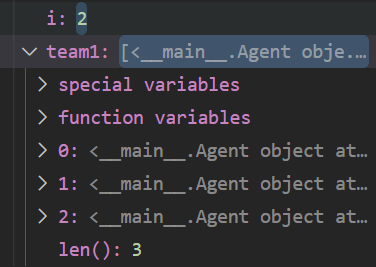 i: 2
team1: [<__main__.Agent obje...
special variables
function variables
0: <__main__.Agent object at...
1: <__main__.Agent object at...
2: <__main__.Agent object at...
len(): 3